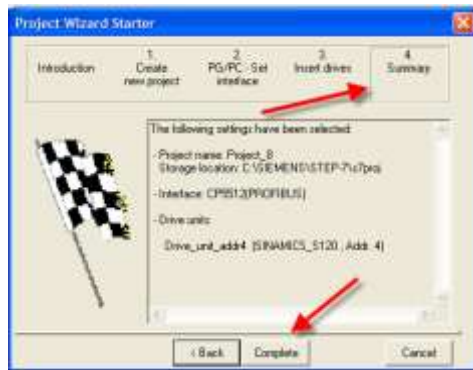 Project Wizard Starter
Introduction
1.
Create
new project
2.
PG/PC - Set
interface
3.
Insert drives
4.
Summary
The following settings have been selected:
- Project name: Project_8
Storage location: C:\SIEMENS\STEP-7\s7proj
- Interface: CP5512(PROFIBUS)
- Drive units:
Drive_unit_addr4 (SINAMICS_S120 , Addr. 4)
< Back
Complete
Cancel